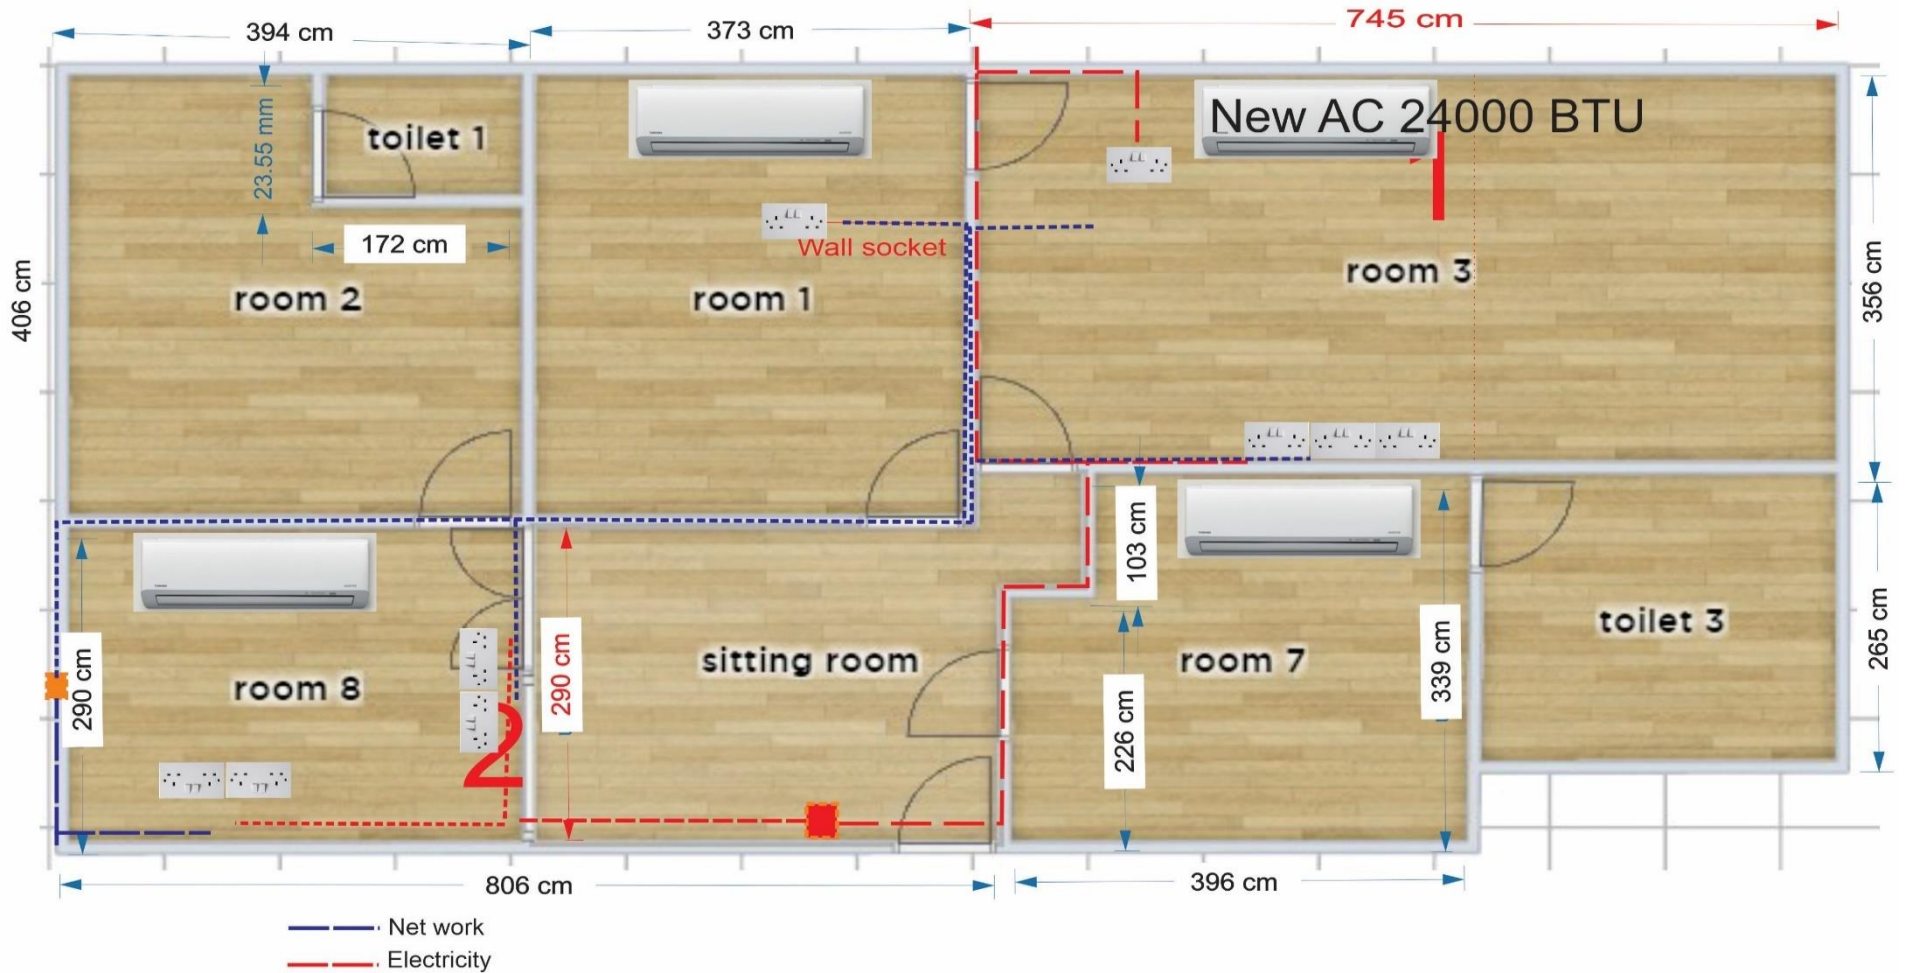 394 cm
373 cm
745 cm
New AC 24000 BTU
toilet 1
23.55 mm
172 cm
Wall socket
room 2
room 1
room 3
406 cm
356 cm
103 cm
290 cm
room 8
2
290 cm
sitting room
226 cm
room 7
339 cm
toilet 3
265 cm
806 cm
396 cm
Net work
Electricity